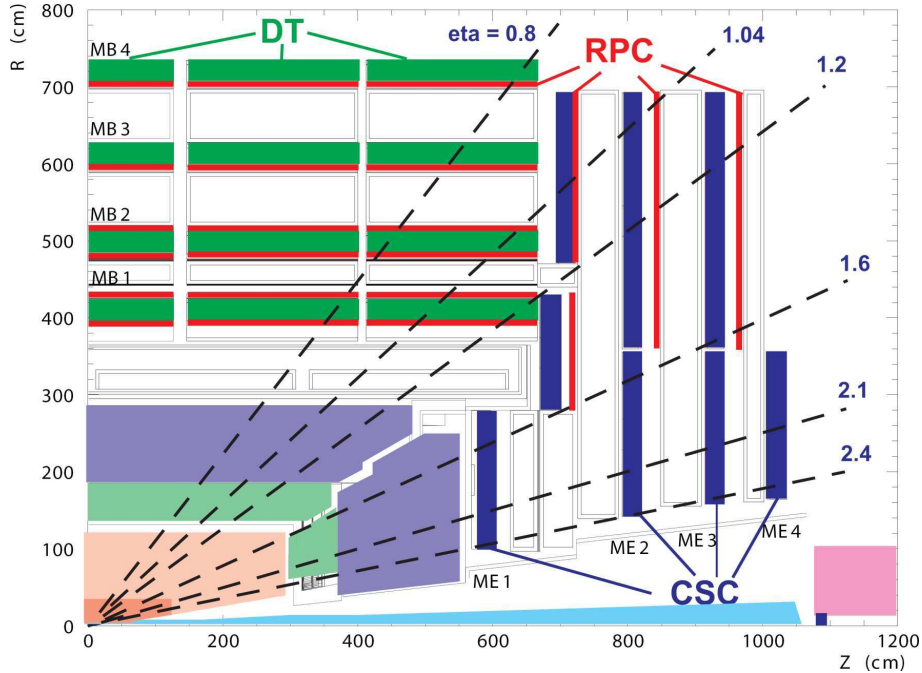 R (cm)
800
700
600
500
400
300
200
100
0
MB 4
MB 3
MB 2
MB 1
DT
eta = 0.8
1.04
1.2
RPC
1.6
2.1
2.4
ME 1
ME 2
ME 3
ME 4
CSC
0
200
400
600
800
1000
1200
Z (cm)